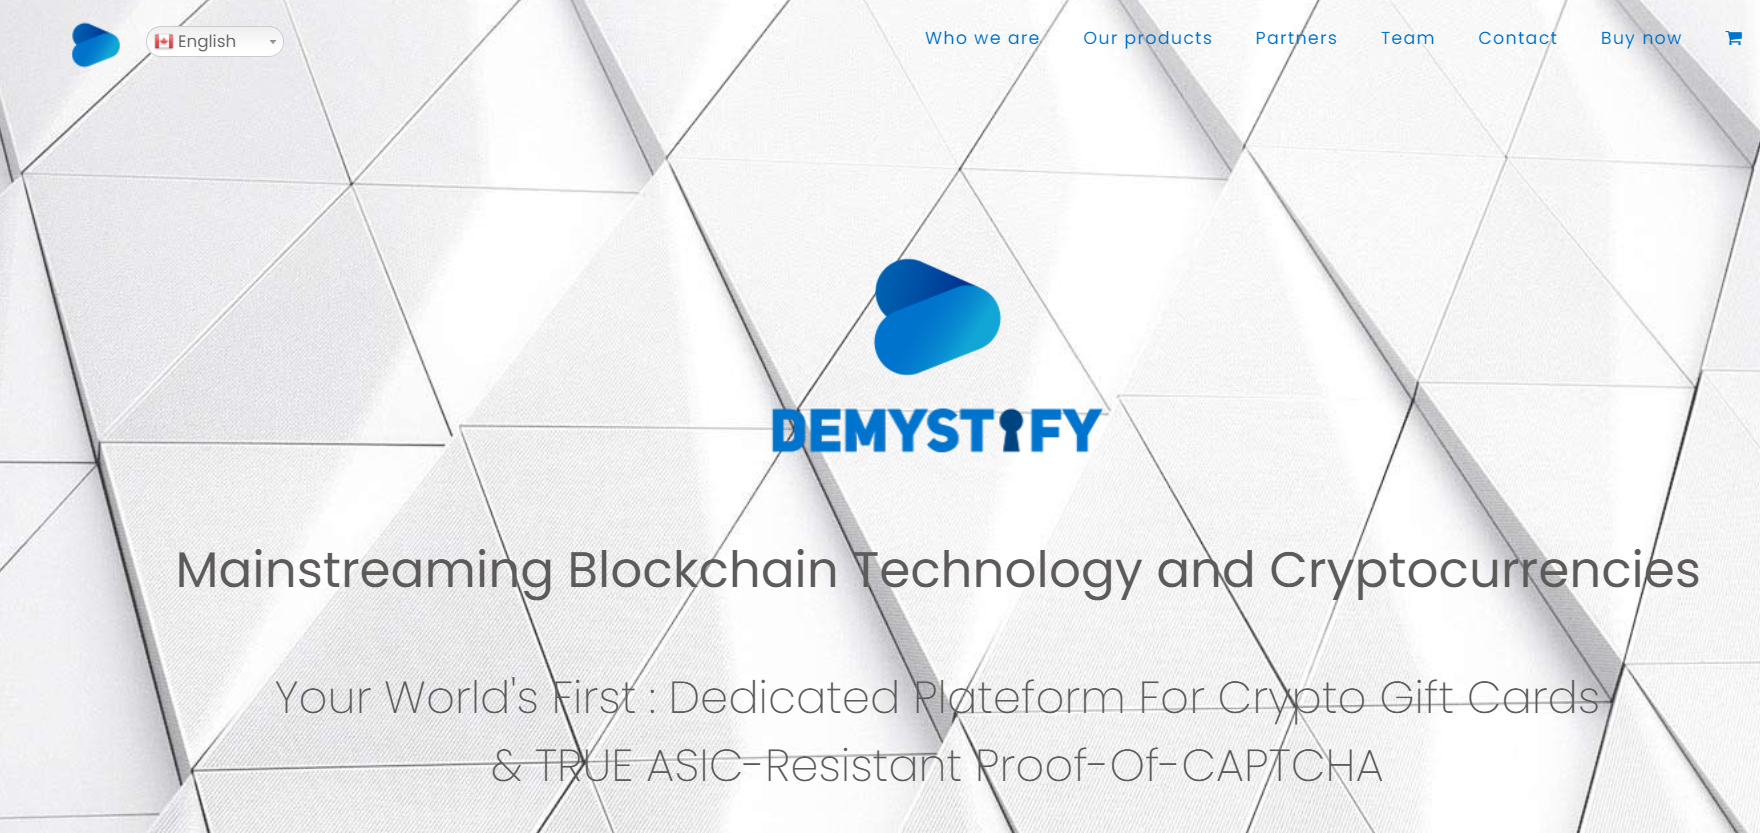 English
Who we are
Our products
Partners
Team
Contact
Buy now
DEMYSTIFY
Mainstreaming Blockchain Technology and Cryptocurrencies
Your World's First : Dedicated Plateform For Crypto Gift Cards
& TRUE ASIC-Resistant Proof-Of-CAPTCHA